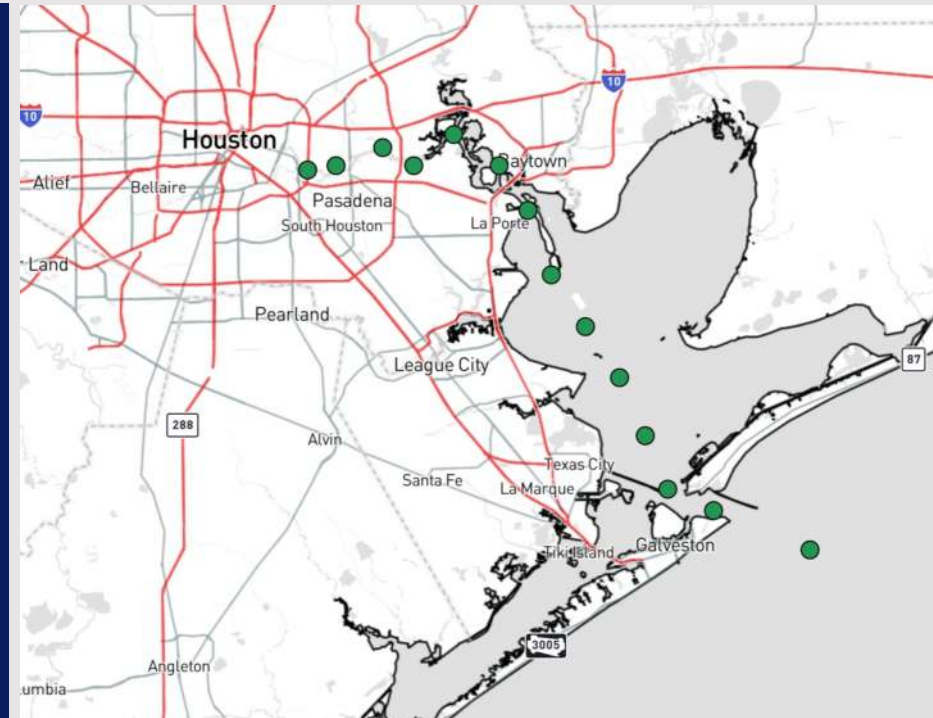 10
10
Houston
Baytown
Alief
Bellaire
Pasadena
South Houston
La Porte
Land
Pearland
League City
87
288
Alvin
Texas City
Santa Fe
La Marque
Galveston
Tiki Island
3005
Angleton
umbia